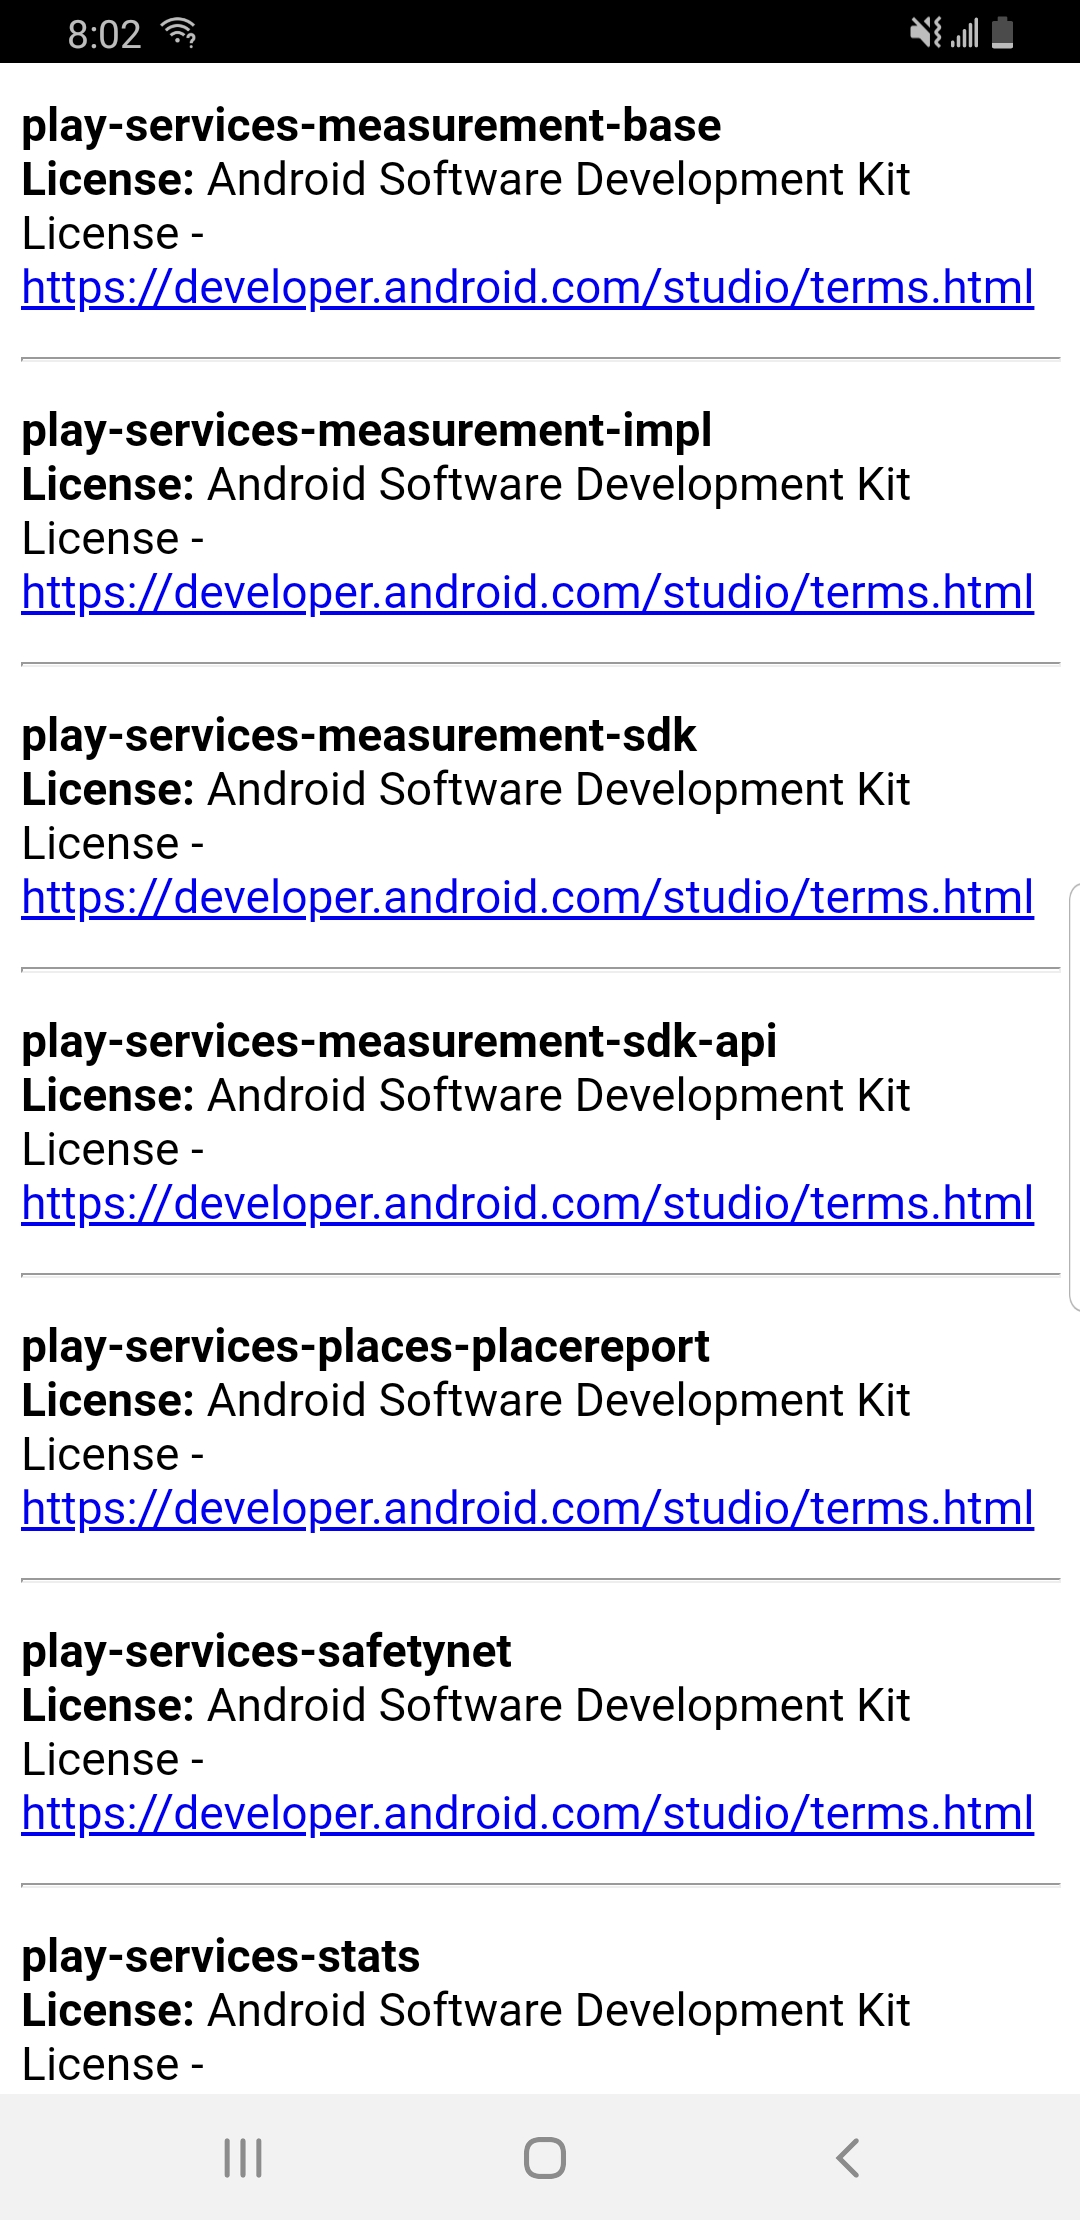 8:02
play-services-measurement-base
License: Android Software Development Kit
License -
https://developer.android.com/studio/terms.html
play-services-measurement-impl
License: Android Software Development Kit
License -
https://developer.android.com/studio/terms.html
play-services-measurement-sdk
License: Android Software Development Kit
License -
https://developer.android.com/studio/terms.html
play-services-measurement-sdk-api
License: Android Software Development Kit
License -
https://developer.android.com/studio/terms.html
play-services-places-placereport
License: Android Software Development Kit
License -
https://developer.android.com/studio/terms.html
play-services-safetynet
License: Android Software Development Kit
License -
https://developer.android.com/studio/terms.html
play-services-stats
License: Android Software Development Kit
License -